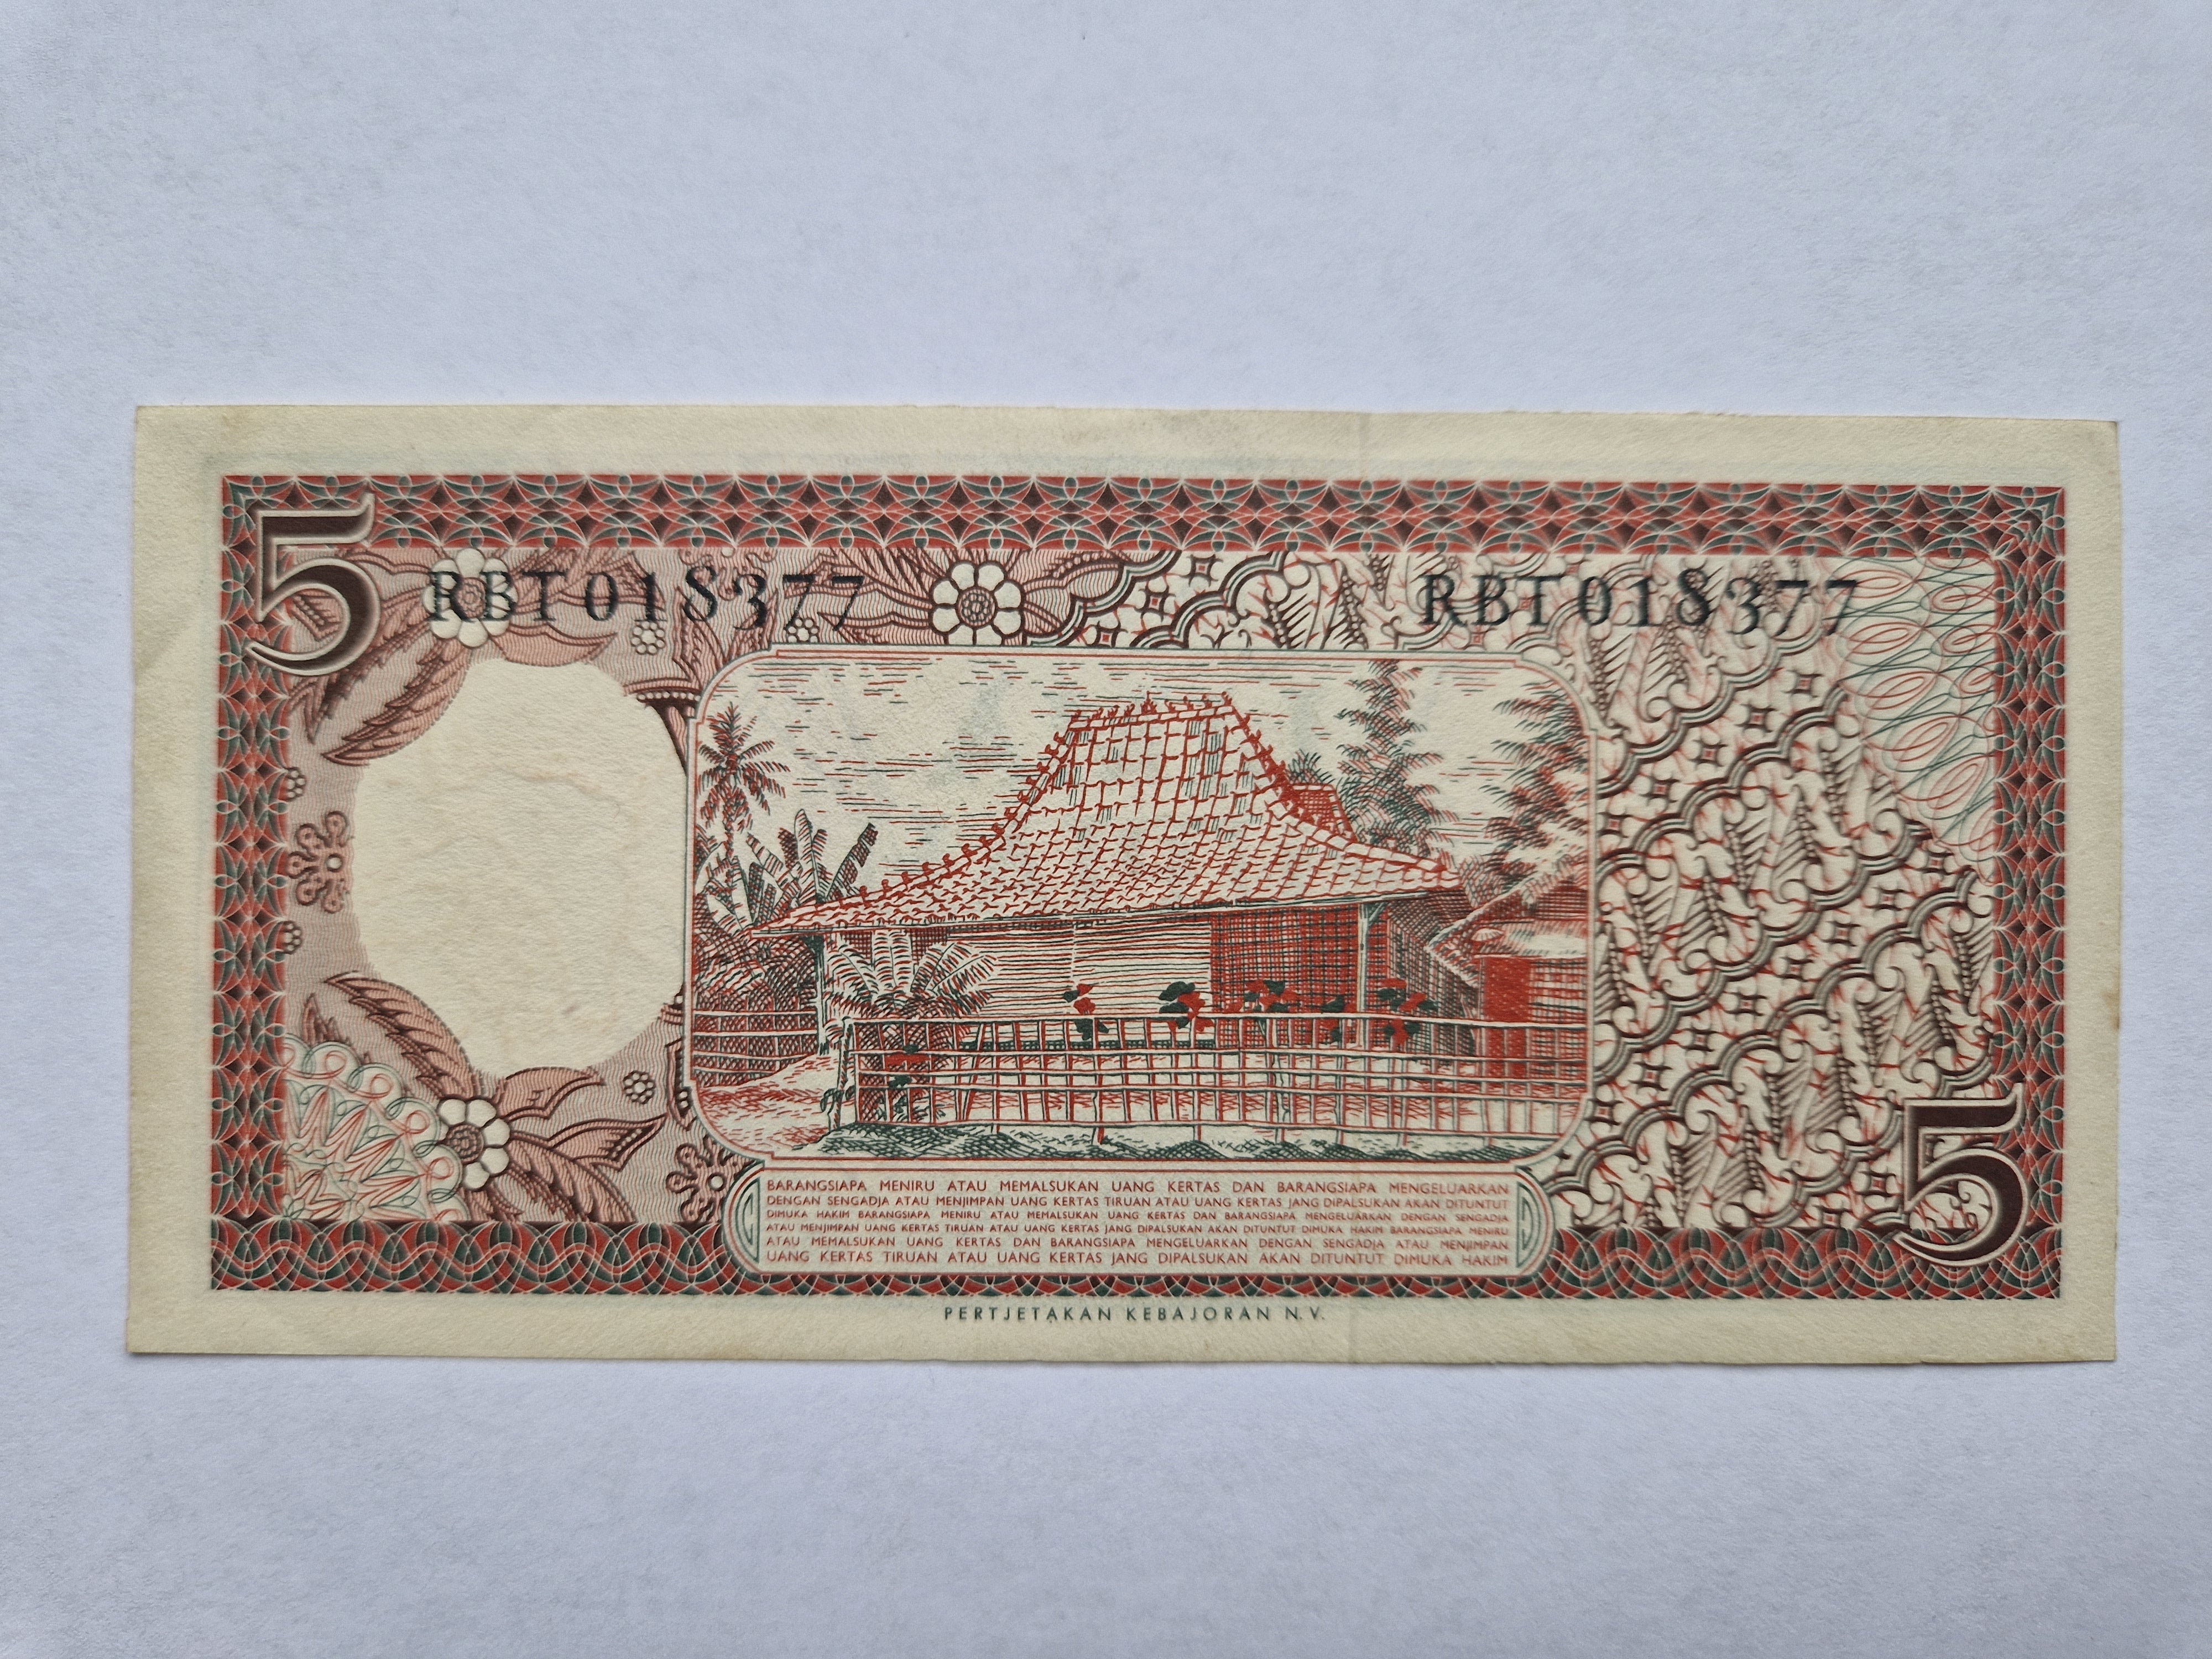 5
RBT018377 RBT018377
BARANGSIAPA MENIRU ATAU MEMALSUKAN UANG KERTAS DAN BARANGSIAPA MENGELUARKAN
DENGAN SENGADJA ATAU MENJIMPAN UANG KERTAS TIRUAN ATAU UANG KERTAS JANG DIPALSUKAN AKAN DITUNTUT
DIMUKA HAKIM BARANGSIAPA MENIRU ATAU MEMALSUKAN UANG KERTAS DAN BARANGSIAPA MENGELUARKAN DENGAN SENGADJA
ATAU MENJIMPAN UANG KERTAS TIRUAN ATAU UANG KERTAS JANG DIPALSUKAN AKAN DITUNTUT DIMUKA HAKIM BARANGSIAPA MENIRU
ATAU MEMALSUKAN UANG KERTAS DAN BARANGSIAPA MENGELUARKAN DENGAN SENGADJA ATAU MENJIMPAN
UANG KERTAS TIRUAN ATAU UANG KERTAS JANG DIPALSUKAN AKAN DITUNTUT DIMUKA HAKIM
5
PERTJETAKAN KEBAJORAN N.V.